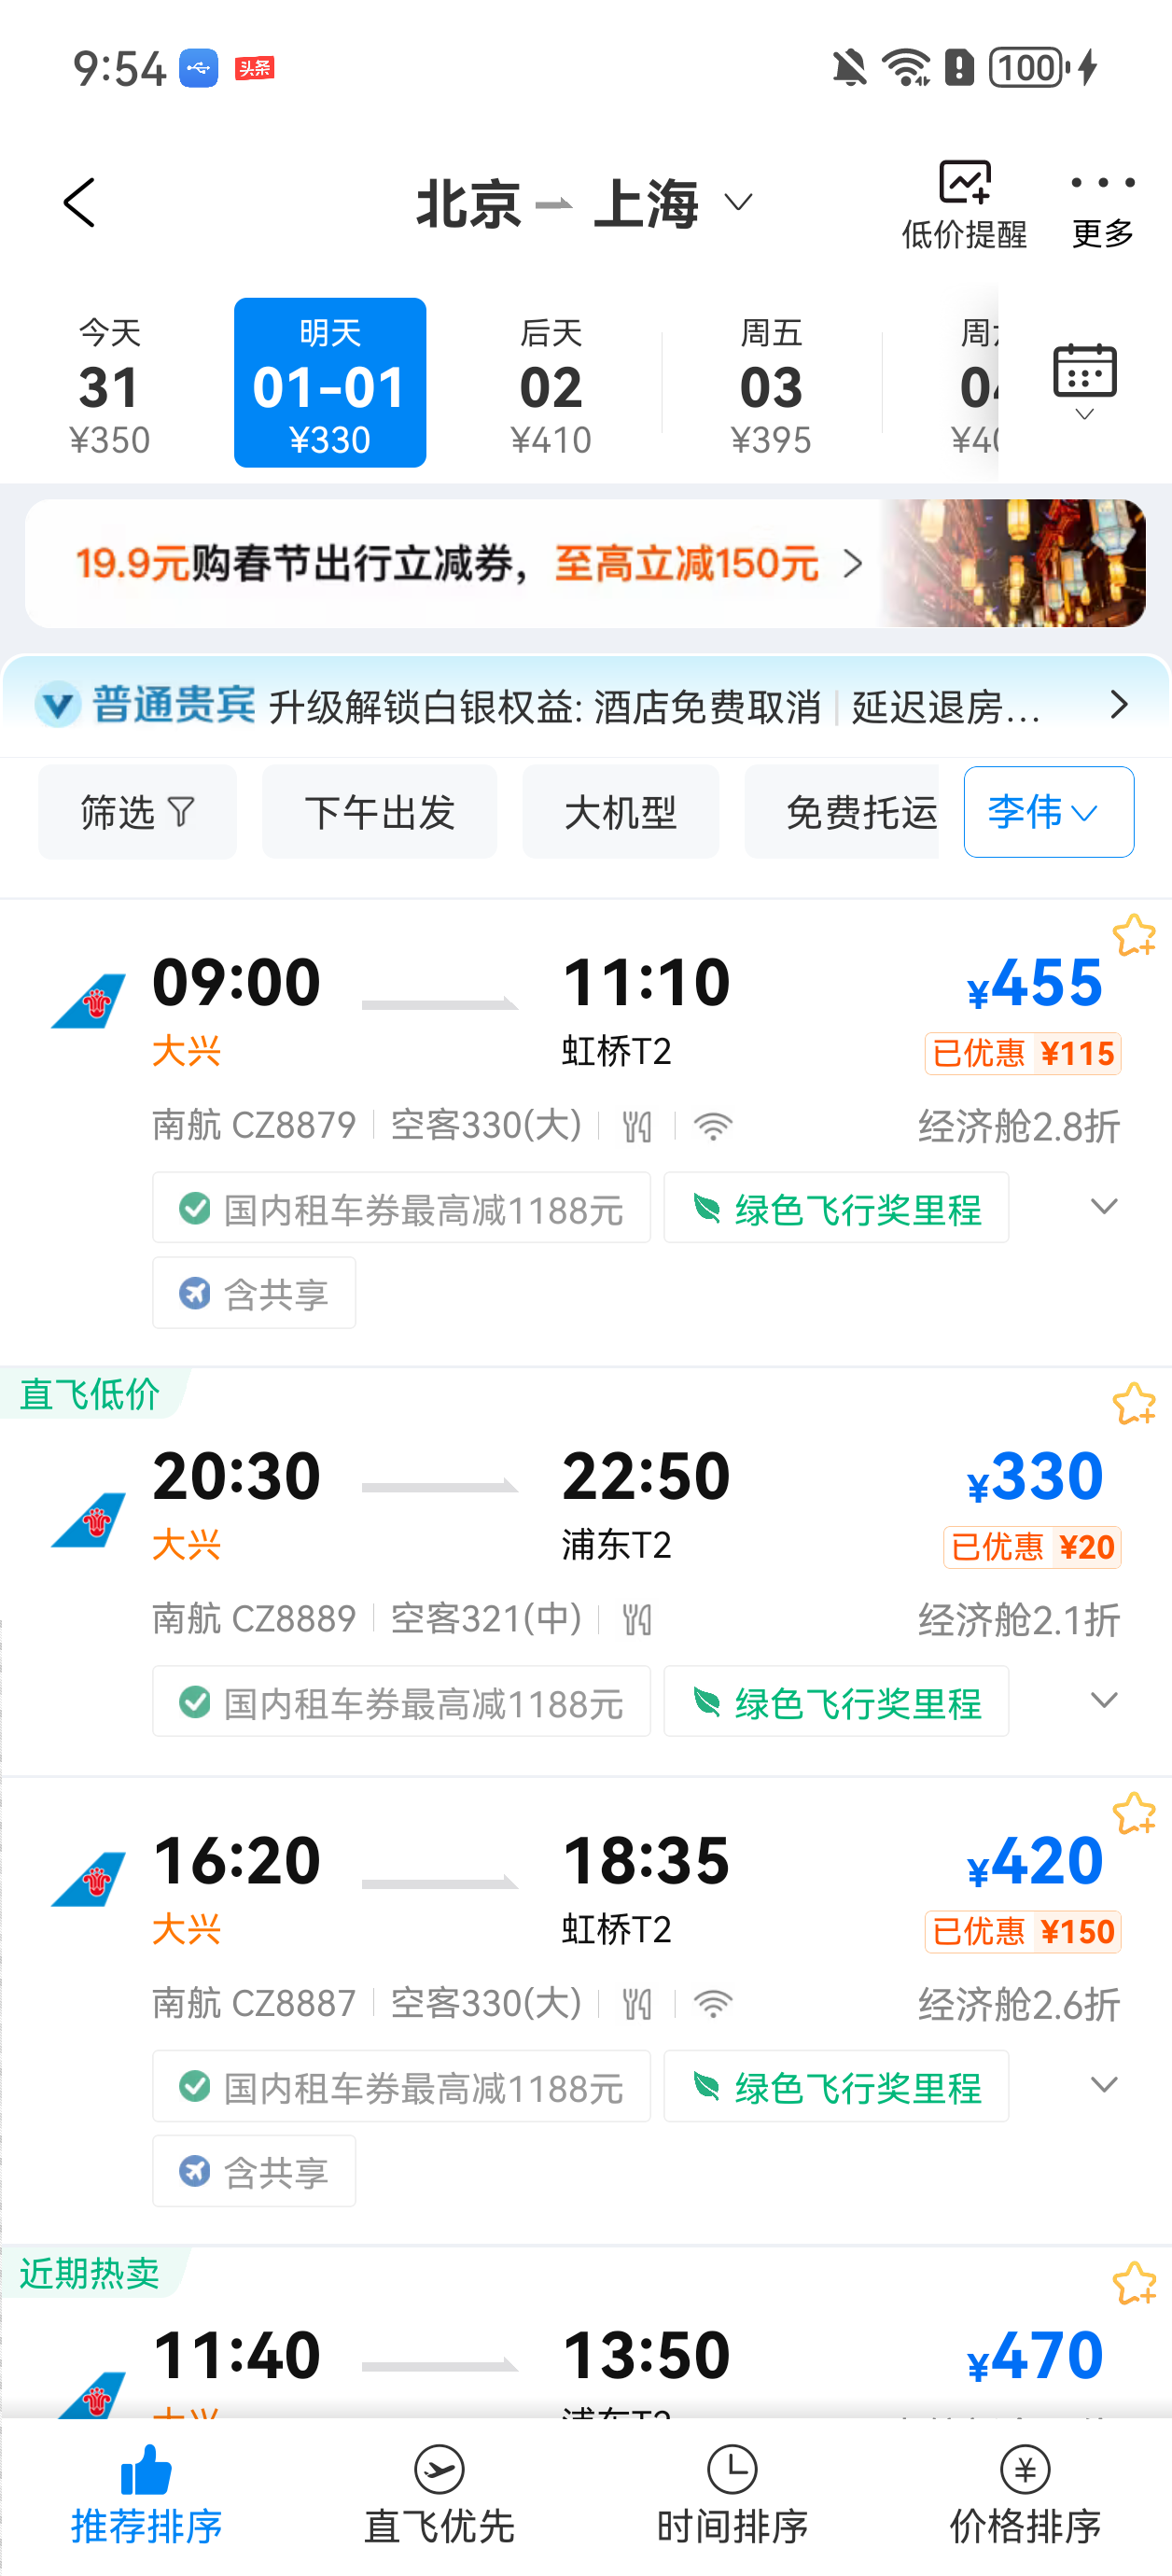 9:54 头条 100
北京 上海
低价提醒 更多
今天 明天 后天 周五
31 01-01 02 03
¥350 ¥330 ¥410 ¥395
19.9元购春节出行立减券，至高立减150元
普通贵宾 升级解锁白银权益: 酒店免费取消 | 延迟退房...
筛选 下午出发 大机型 免费托运 李伟
09:00 11:10 ¥455
大兴 虹桥T2 已优惠 ¥115
南航 CZ8879 空客330(大) 经济舱2.8折
国内租车券最高减1188元 绿色飞行奖里程
含共享
直飞低价
20:30 22:50 ¥330
大兴 浦东T2 已优惠 ¥20
南航 CZ8889 空客321(中) 经济舱2.1折
国内租车券最高减1188元 绿色飞行奖里程
16:20 18:35 ¥420
大兴 虹桥T2 已优惠 ¥150
南航 CZ8887 空客330(大) 经济舱2.6折
国内租车券最高减1188元 绿色飞行奖里程
含共享
近期热卖
11:40 13:50 ¥470
推荐排序 直飞优先 时间排序 价格排序